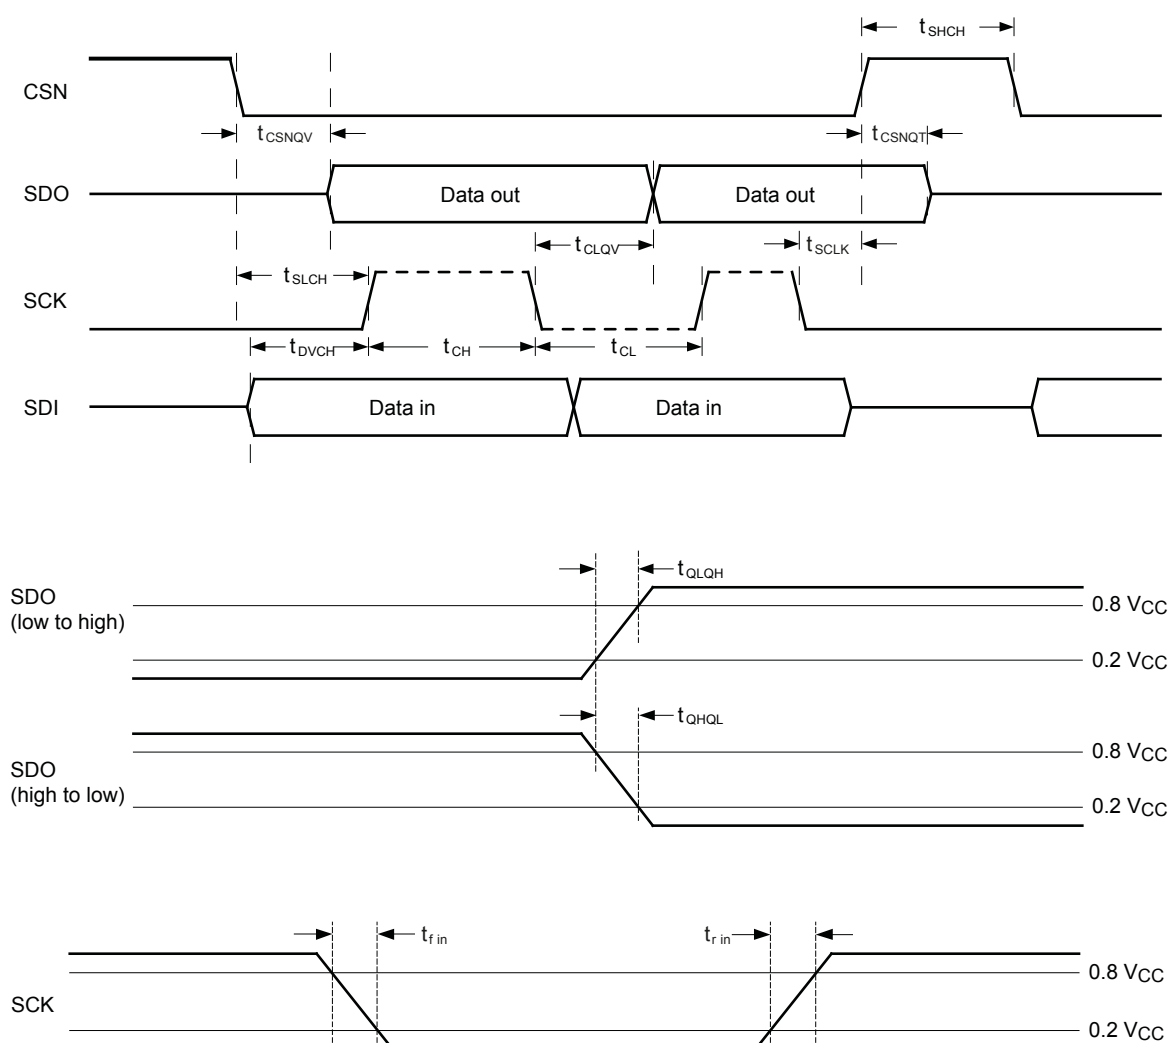 tSHCH
CSN
tCSNQV
tCSNQT
SDO
Data out
Data out
tCLQV
tSCLK
tSLCH
SCK
tDVCH
tCH
tCL
SDI
Data in
Data in
tQLQH
SDO
(low to high)
0.8 VCC
0.2 VCC
tQHQL
SDO
(high to low)
0.8 VCC
0.2 VCC
tf in
tr in
0.8 VCC
SCK
0.2 VCC